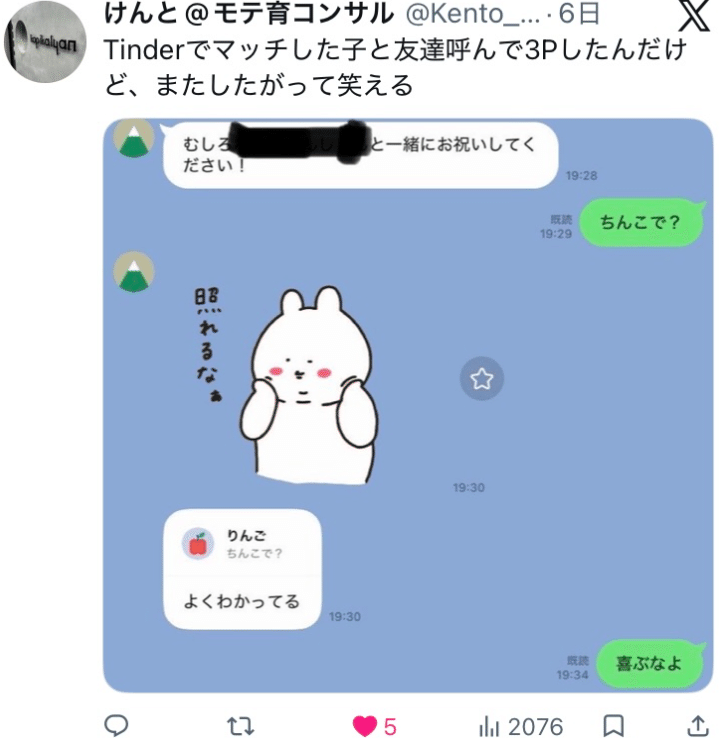 kapkalyan
けんと@モテ育コンサル @Kento_...・6日
Tinderでマッチした子と友達呼んで3Pしたんだけ
ど、またしたがって笑える
むしろ
と一緒にお祝いしてく
ださい！
19:28
既読
19:29
ちんこで？
照れるなぁ
19:30
りんご
ちんこで？
よくわかってる
19:30
既読
19:34
喜ぶなよ
5
2076